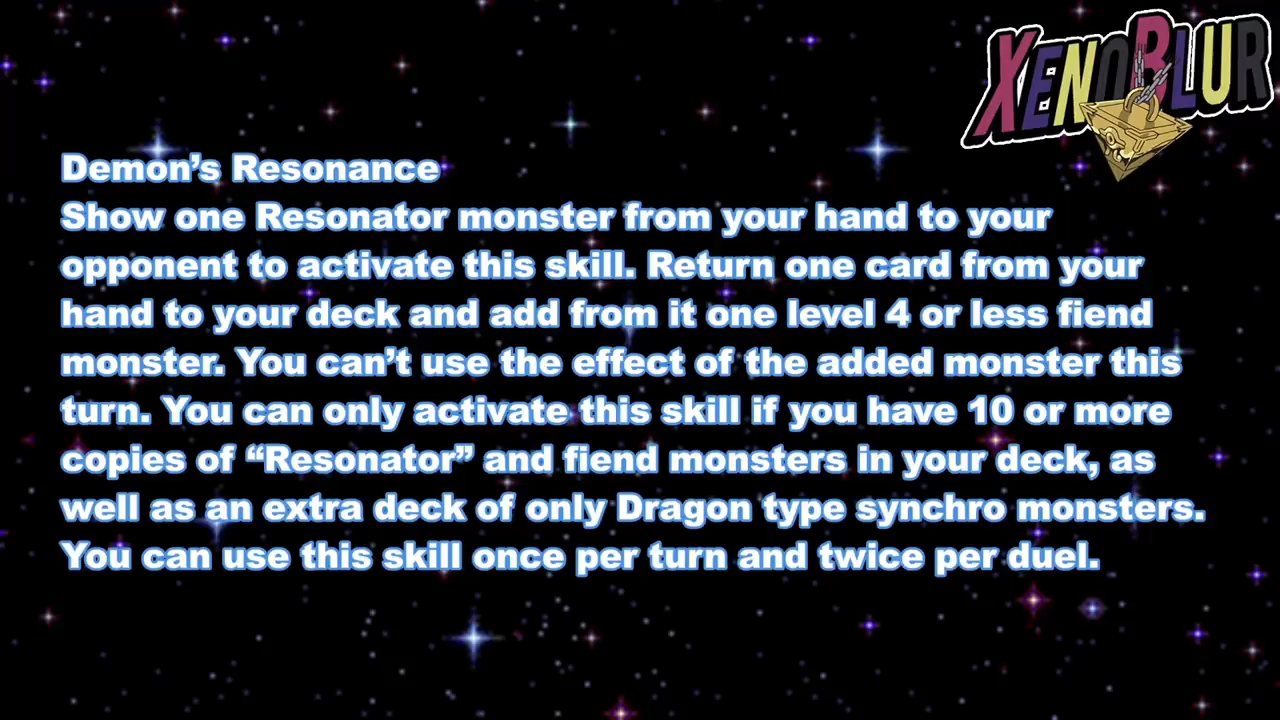 XENOBLUR
Demon’s Resonance
Show one Resonator monster from your hand to your
opponent to activate this skill. Return one card from your
hand to your deck and add from it one level 4 or less fiend
monster. You can’t use the effect of the added monster this
turn. You can only activate this skill if you have 10 or more
copies of “Resonator” and fiend monsters in your deck, as
well as an extra deck of only Dragon type synchro monsters.
You can use this skill once per turn and twice per duel.